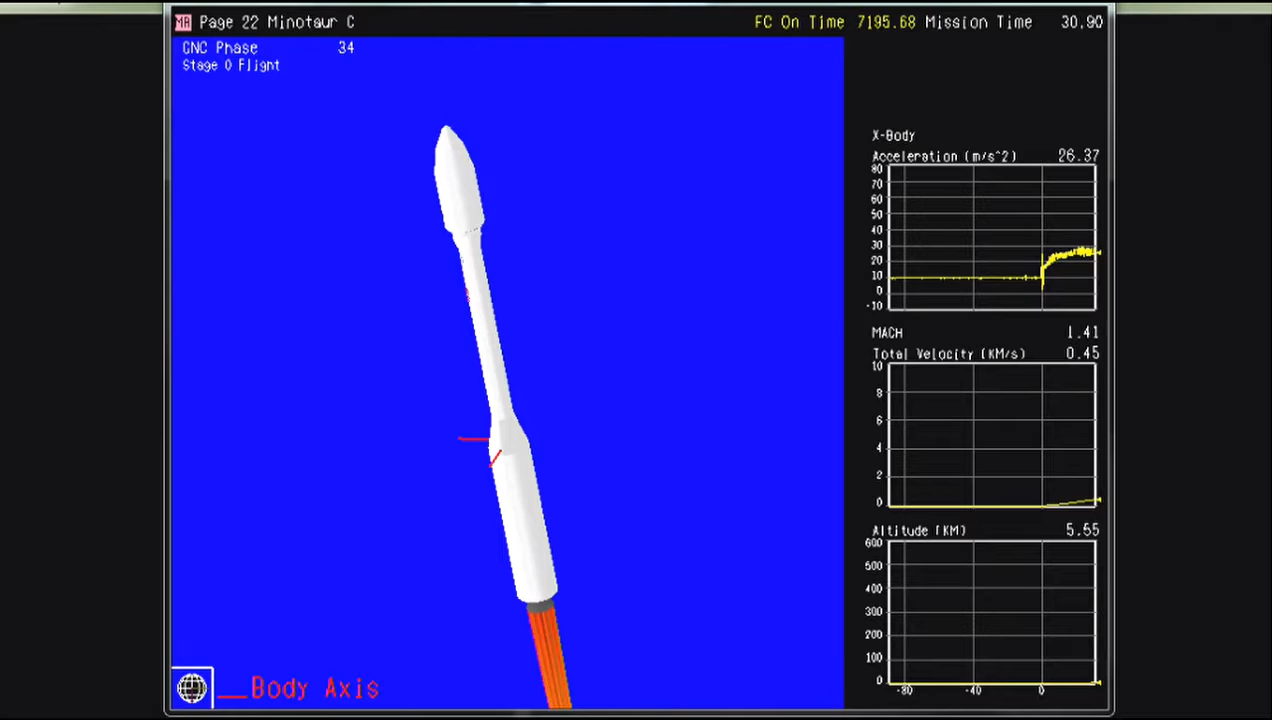 MA Page 22 Minotaur C FC On Time 7195.68 Mission Time 30.90
GNC Phase 34
Stage 0 Flight
X-Body
Acceleration (m/s^2) 26.37
80
70
60
50
40
30
20
10
0
-10
MACH 1.41
Total Velocity (KM/s) 0.45
10
8
6
4
2
0
Altitude (KM) 5.55
600
500
400
300
200
100
0
-80 -40 0
Body Axis